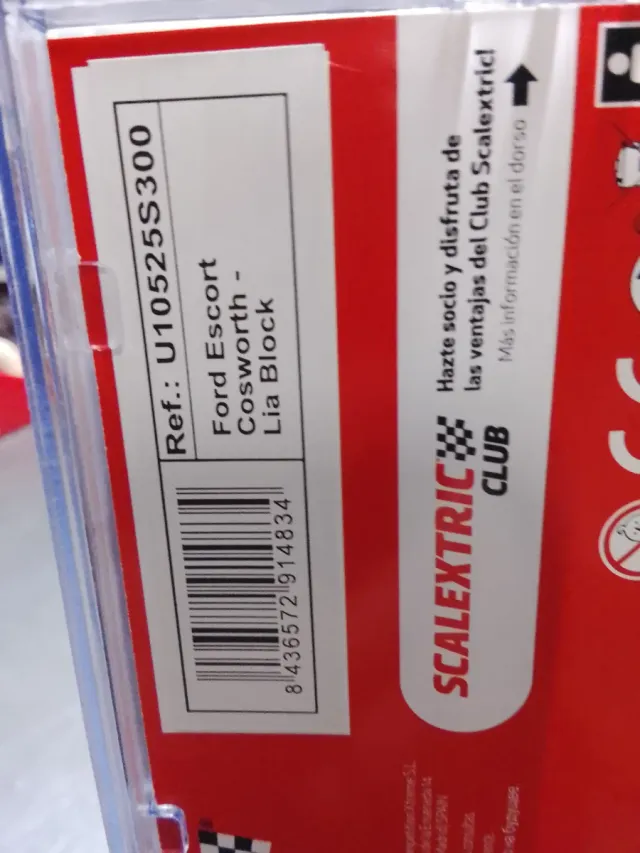 Ref.: U10525S300
Ford Escort
Cosworth -
Lia Block
8 436572 914834
SCALEXTRIC
CLUB
Hazte socio y disfruta de
las ventajas del Club Scalextric!
Más información en el dorso